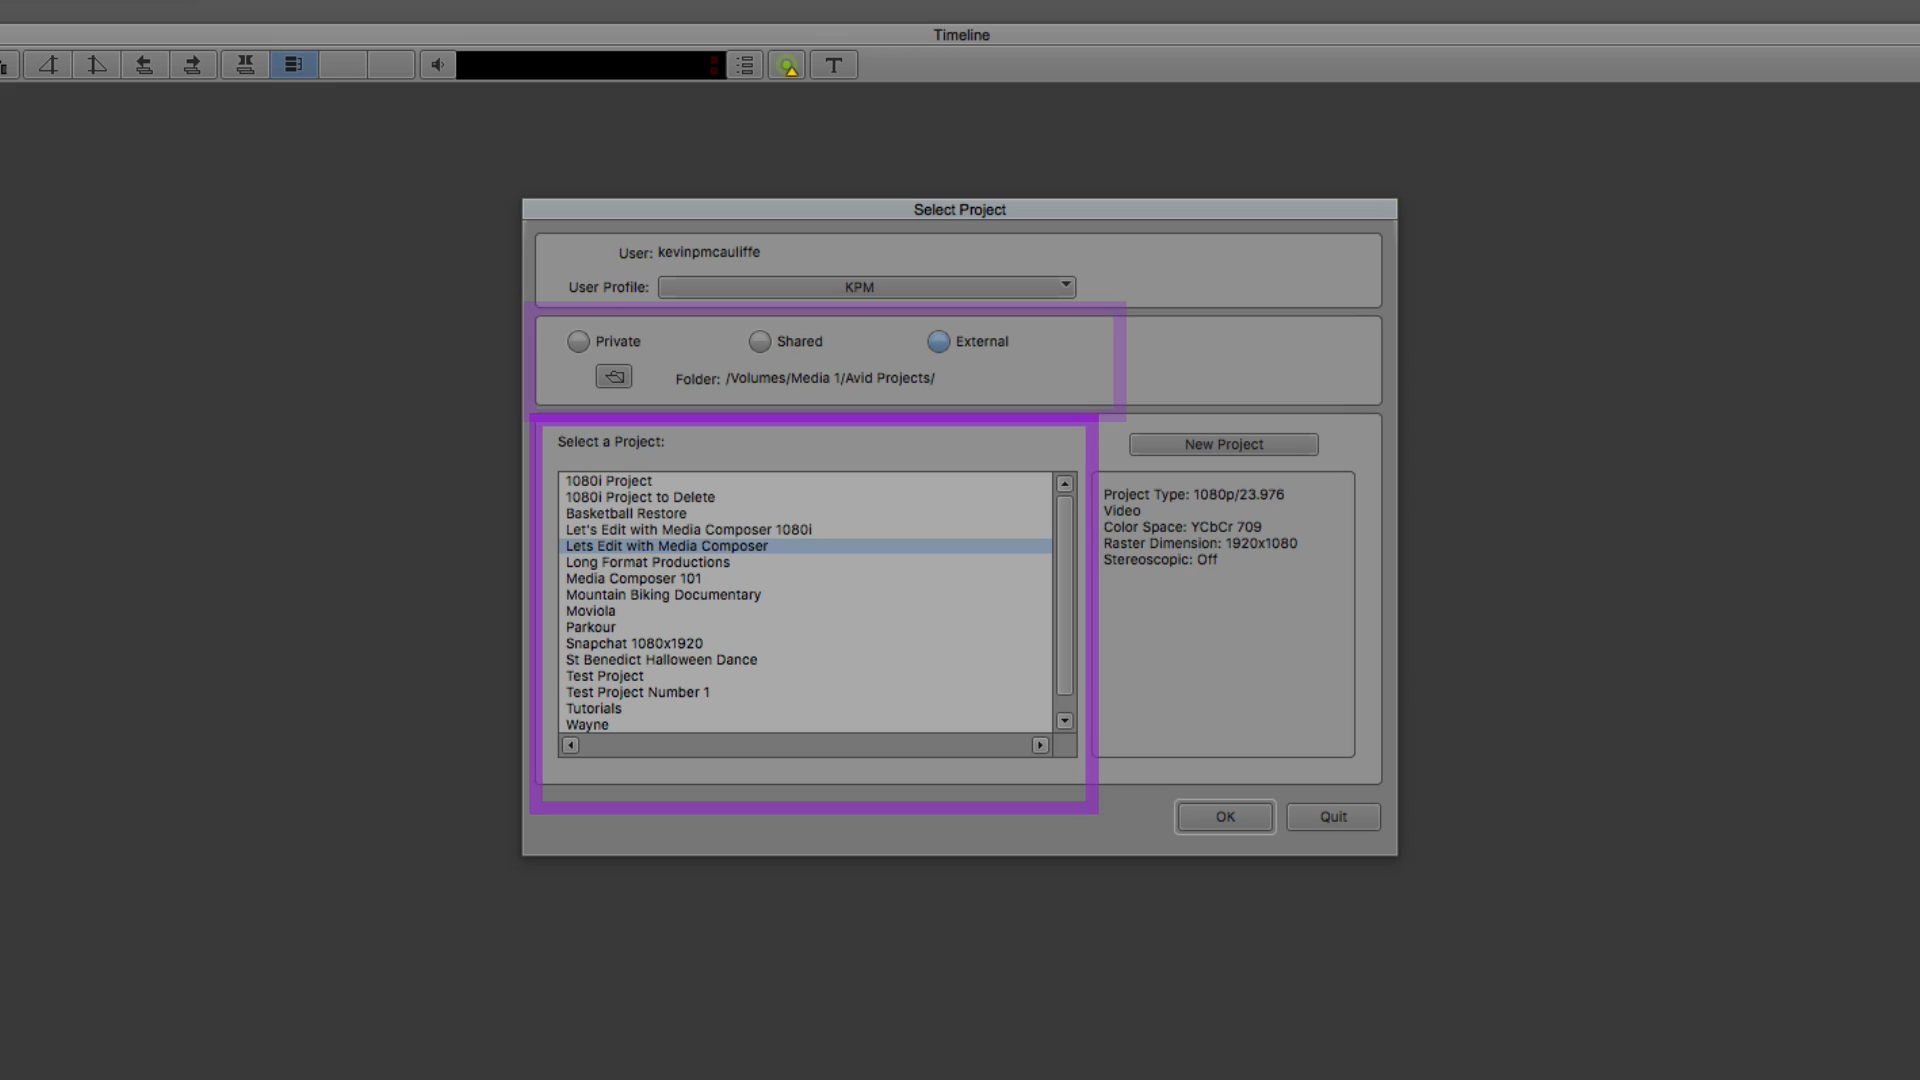 Timeline
T
Select Project
User: kevinpmcauliffe
User Profile: KPM
Private Shared External
Folder: /Volumes/Media 1/Avid Projects/
Select a Project:
New Project
1080i Project
1080i Project to Delete
Basketball Restore
Let's Edit with Media Composer 1080i
Lets Edit with Media Composer
Long Format Productions
Media Composer 101
Mountain Biking Documentary
Moviola
Parkour
Snapchat 1080x1920
St Benedict Halloween Dance
Test Project
Test Project Number 1
Tutorials
Wayne
Project Type: 1080p/23.976
Video
Color Space: YCbCr 709
Raster Dimension: 1920x1080
Stereoscopic: Off
OK Quit